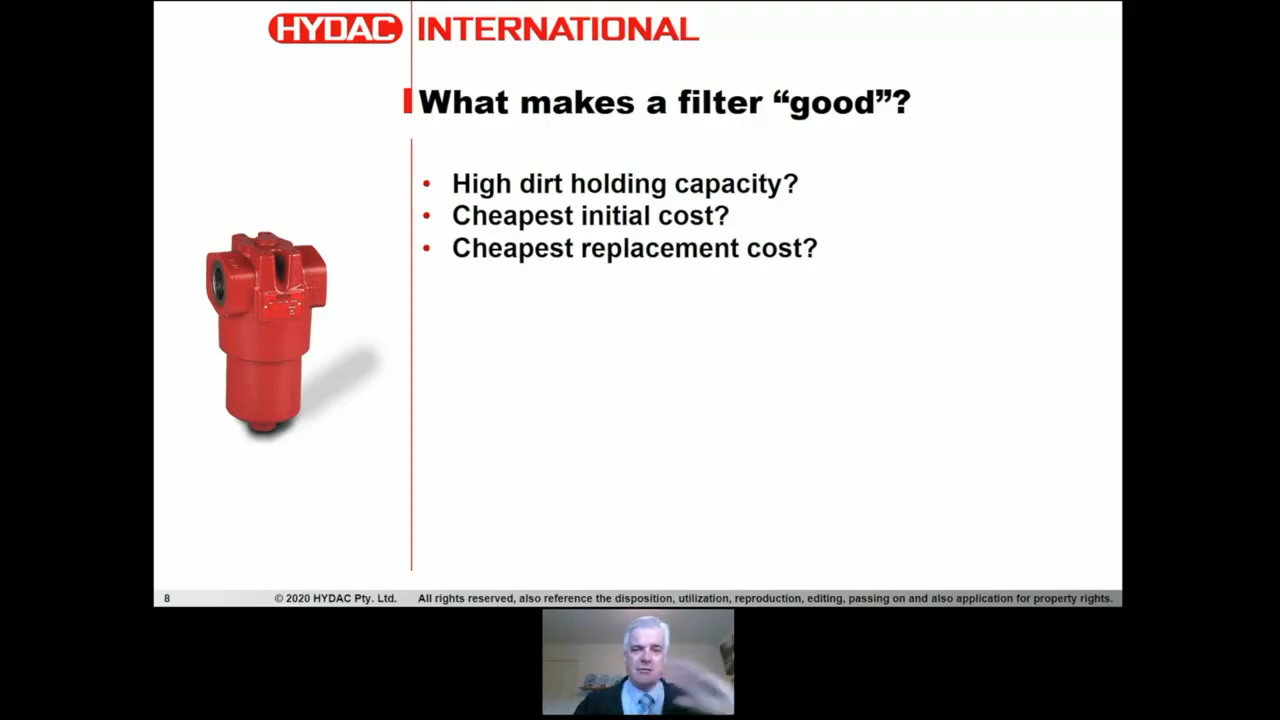 HYDAC INTERNATIONAL
What makes a filter “good”?
• High dirt holding capacity?
• Cheapest initial cost?
• Cheapest replacement cost?
8 © 2020 HYDAC Pty. Ltd. All rights reserved, also reference the disposition, utilization, reproduction, editing, passing on and also application for property rights.